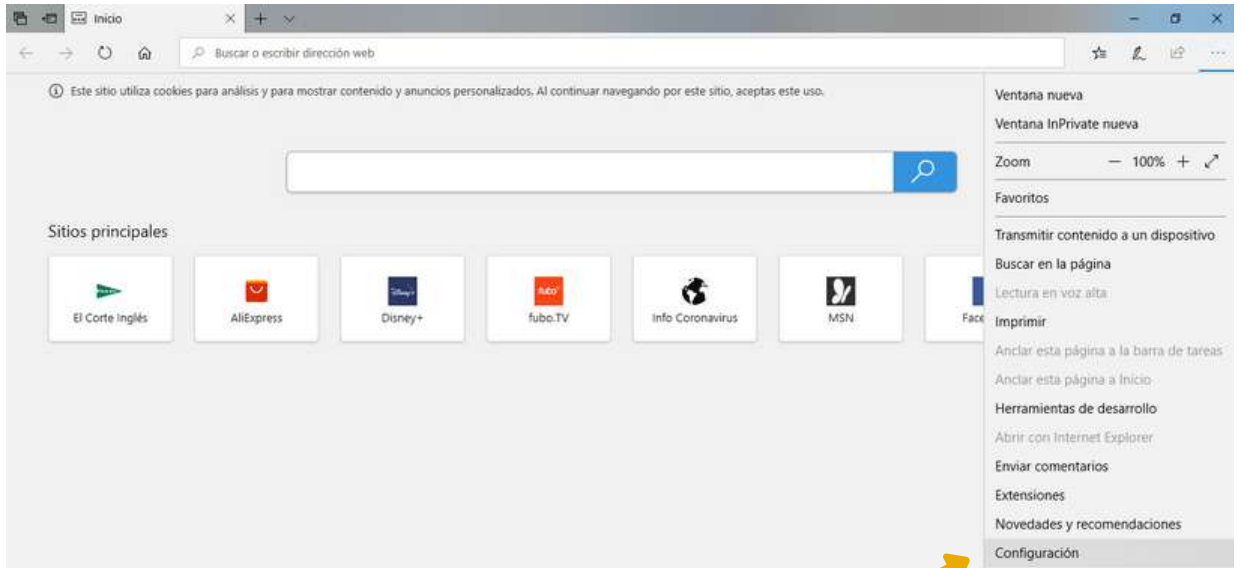 Inicio
Buscar o escribir dirección web
Este sitio utiliza cookies para análisis y para mostrar contenido y anuncios personalizados. Al continuar navegando por este sitio, aceptas este uso.
Sitios principales
El Corte Inglés
AliExpress
Disney+
Disney+
fubo
fubo.TV
Info Coronavirus
MSN
Face
Ventana nueva
Ventana InPrivate nueva
Zoom — 100% +
Favoritos
Transmitir contenido a un dispositivo
Buscar en la página
Lectura en voz alta
Imprimir
Anclar esta página a la barra de tareas
Anclar esta página a Inicio
Herramientas de desarrollo
Abrir con Internet Explorer
Enviar comentarios
Extensiones
Novedades y recomendaciones
Configuración